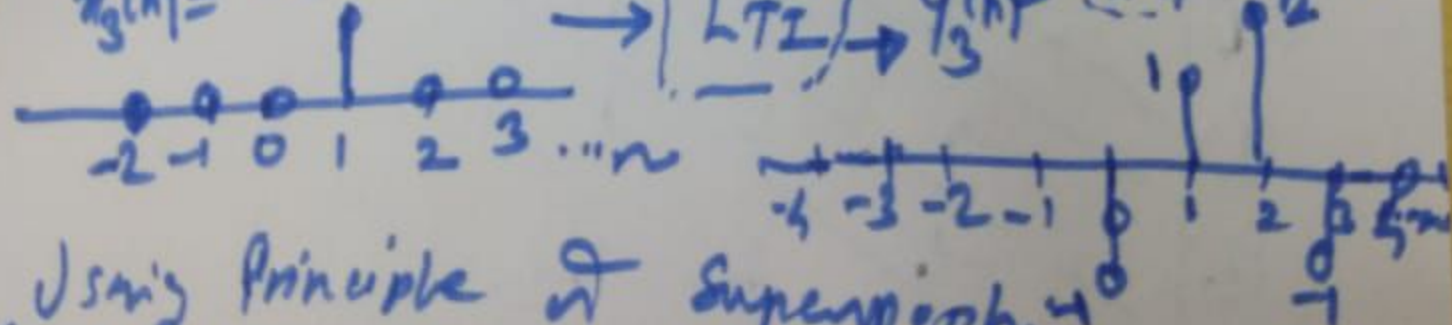 x₃(n)= → LTI → y₃(n) 2
1
-2 -1 0 1 2 3 ...n
-4 -3 -2 -1 0 1 2 3 4
Using Principle of
-1